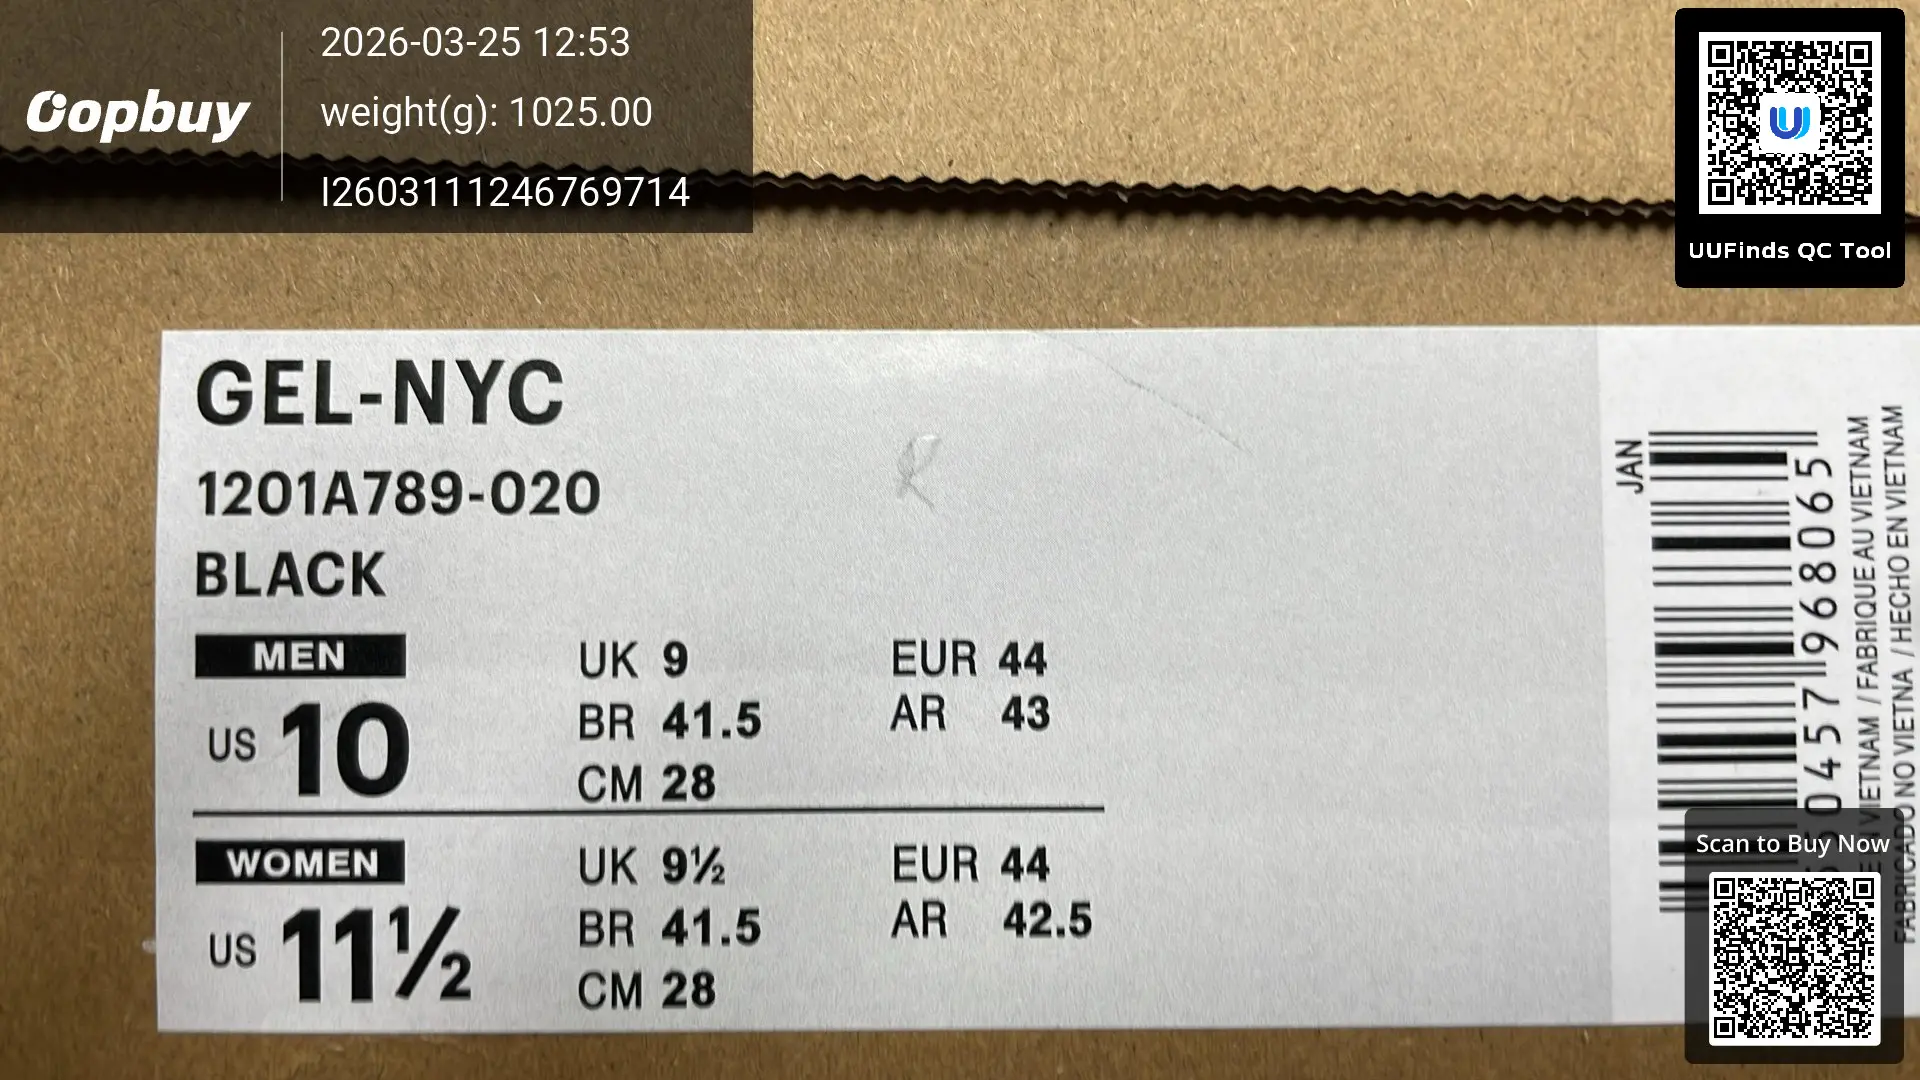 Oopbuy
2026-03-25 12:53
weight(g): 1025.00
I2603111246769714
UUFinds QC Tool
GEL-NYC
1201A789-020
BLACK
MEN
US 10
UK 9
BR 41.5
CM 28
EUR 44
AR 43
WOMEN
US 11½
UK 9½
BR 41.5
CM 28
EUR 44
AR 42.5
JAN
0457968065
VIETNAM / FABRIQUE AU VIETNAM
FABRICADO NO VIETNA / HECHO EN VIETNAM
Scan to Buy Now